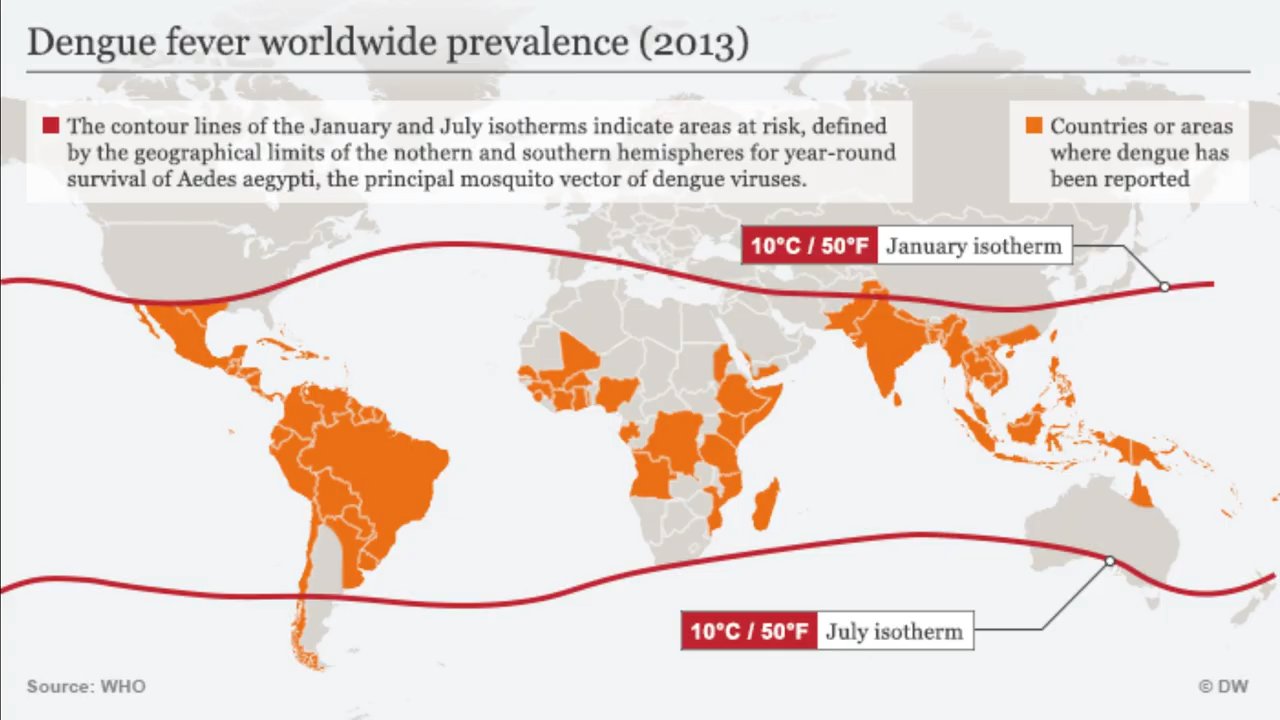 Dengue fever worldwide prevalence (2013)
The contour lines of the January and July isotherms indicate areas at risk, defined
by the geographical limits of the nothern and southern hemispheres for year-round
survival of Aedes aegypti, the principal mosquito vector of dengue viruses.
Countries or areas
where dengue has
been reported
10°C / 50°F January isotherm
10°C / 50°F July isotherm
Source: WHO
© DW